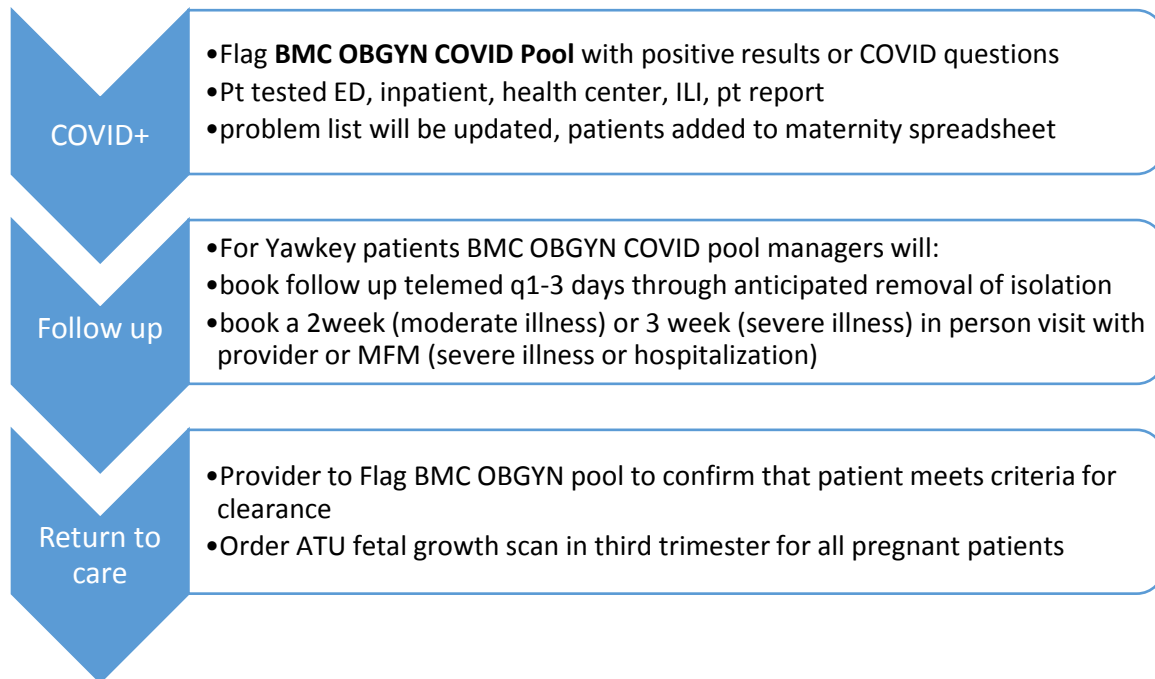 COVID+
•Flag BMC OBGYN COVID Pool with positive results or COVID questions
•Pt tested ED, inpatient, health center, ILI, pt report
•problem list will be updated, patients added to maternity spreadsheet
Follow up
•For Yawkey patients BMC OBGYN COVID pool managers will:
•book follow up telemed q1-3 days through anticipated removal of isolation
•book a 2week (moderate illness) or 3 week (severe illness) in person visit with
provider or MFM (severe illness or hospitalization)
Return to
care
•Provider to Flag BMC OBGYN pool to confirm that patient meets criteria for
clearance
•Order ATU fetal growth scan in third trimester for all pregnant patients